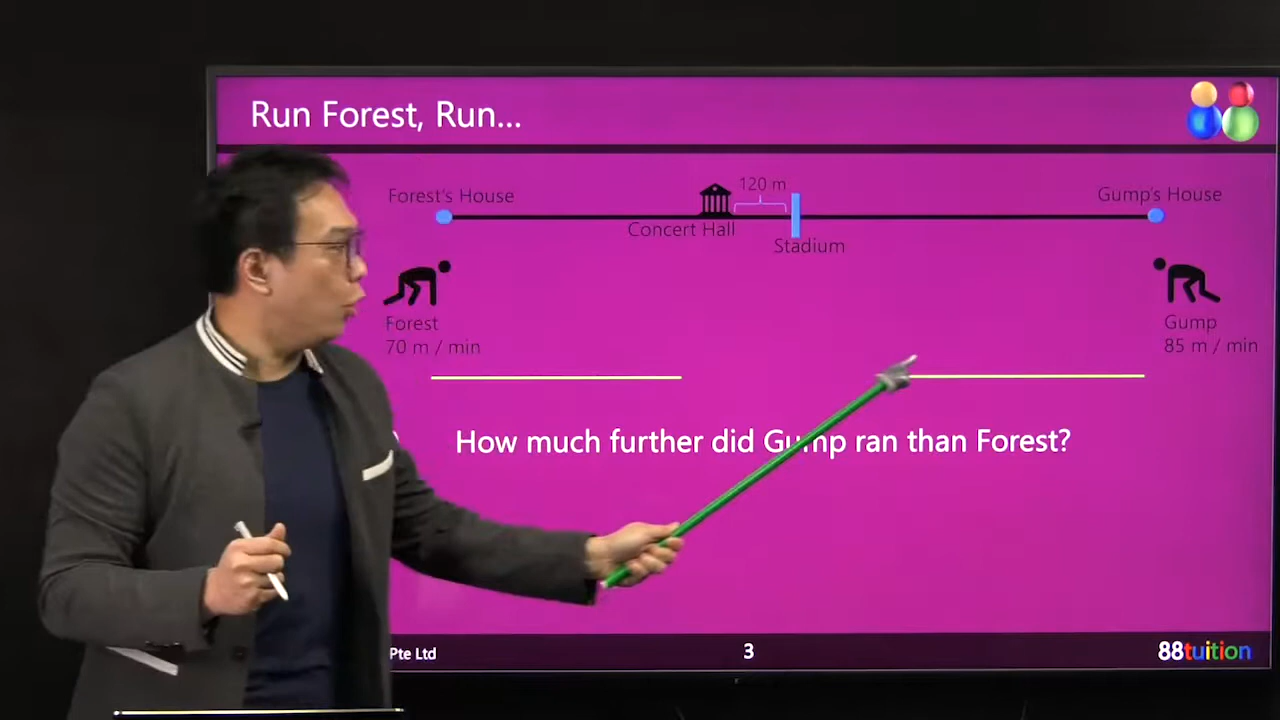 Run Forest, Run...
120 m
Forest's House
Gump's House
Concert Hall
Stadium
Forest
70 m / min
Gump
85 m / min
How much further did Gump ran than Forest?
Pte Ltd
3
88tuition